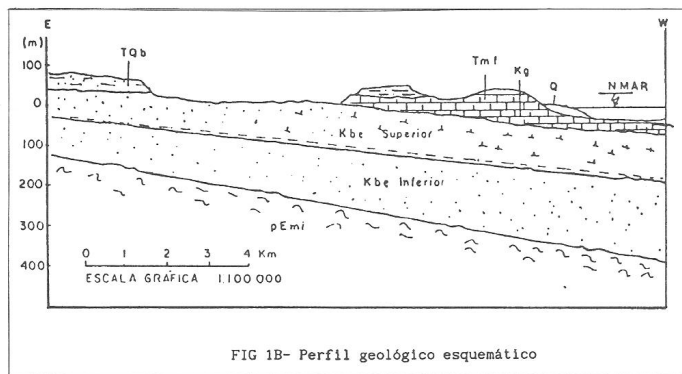 E W
(m)
100
0
100
200
300
400
TQb
Tmf
Kg
Q
NMAR
Kbe Superior
Kbe Inferior
pEmi
0 1 2 3 4 Km
ESCALA GRÁFICA 1.100 000
FIG 1B- Perfil geológico esquemático